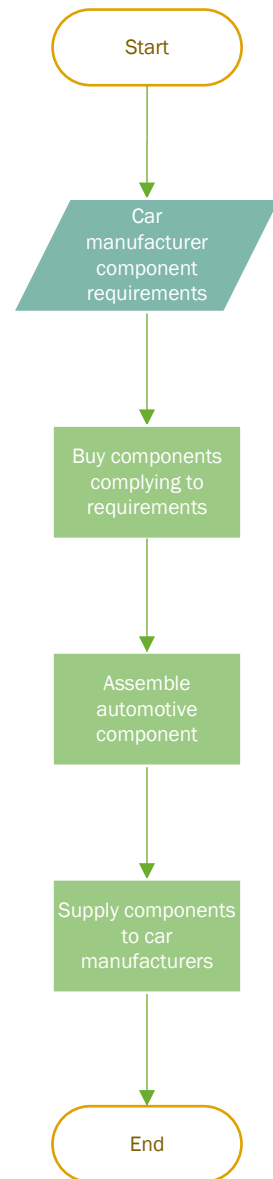 Start
Car
manufacturer
component
requirements
Buy components
complying to
requirements
Assemble
automotive
component
Supply components
to car
manufacturers
End